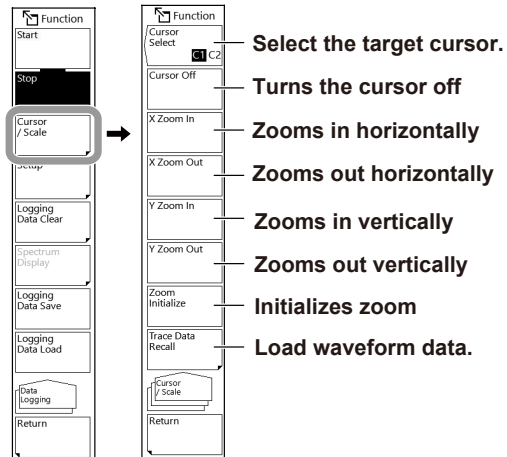 Function
Start
Stop
Cursor
/ Scale
Setup
Logging
Data Clear
Spectrum
Display
Logging
Data Save
Logging
Data Load
Data
Logging
Return
Function
Cursor
Select
C1 C2
Select the target cursor.
Cursor Off
Turns the cursor off
X Zoom In
Zooms in horizontally
X Zoom Out
Zooms out horizontally
Y Zoom In
Zooms in vertically
Y Zoom Out
Zooms out vertically
Zoom
Initialize
Initializes zoom
Trace Data
Recall
Load waveform data.
Cursor
/ Scale
Return